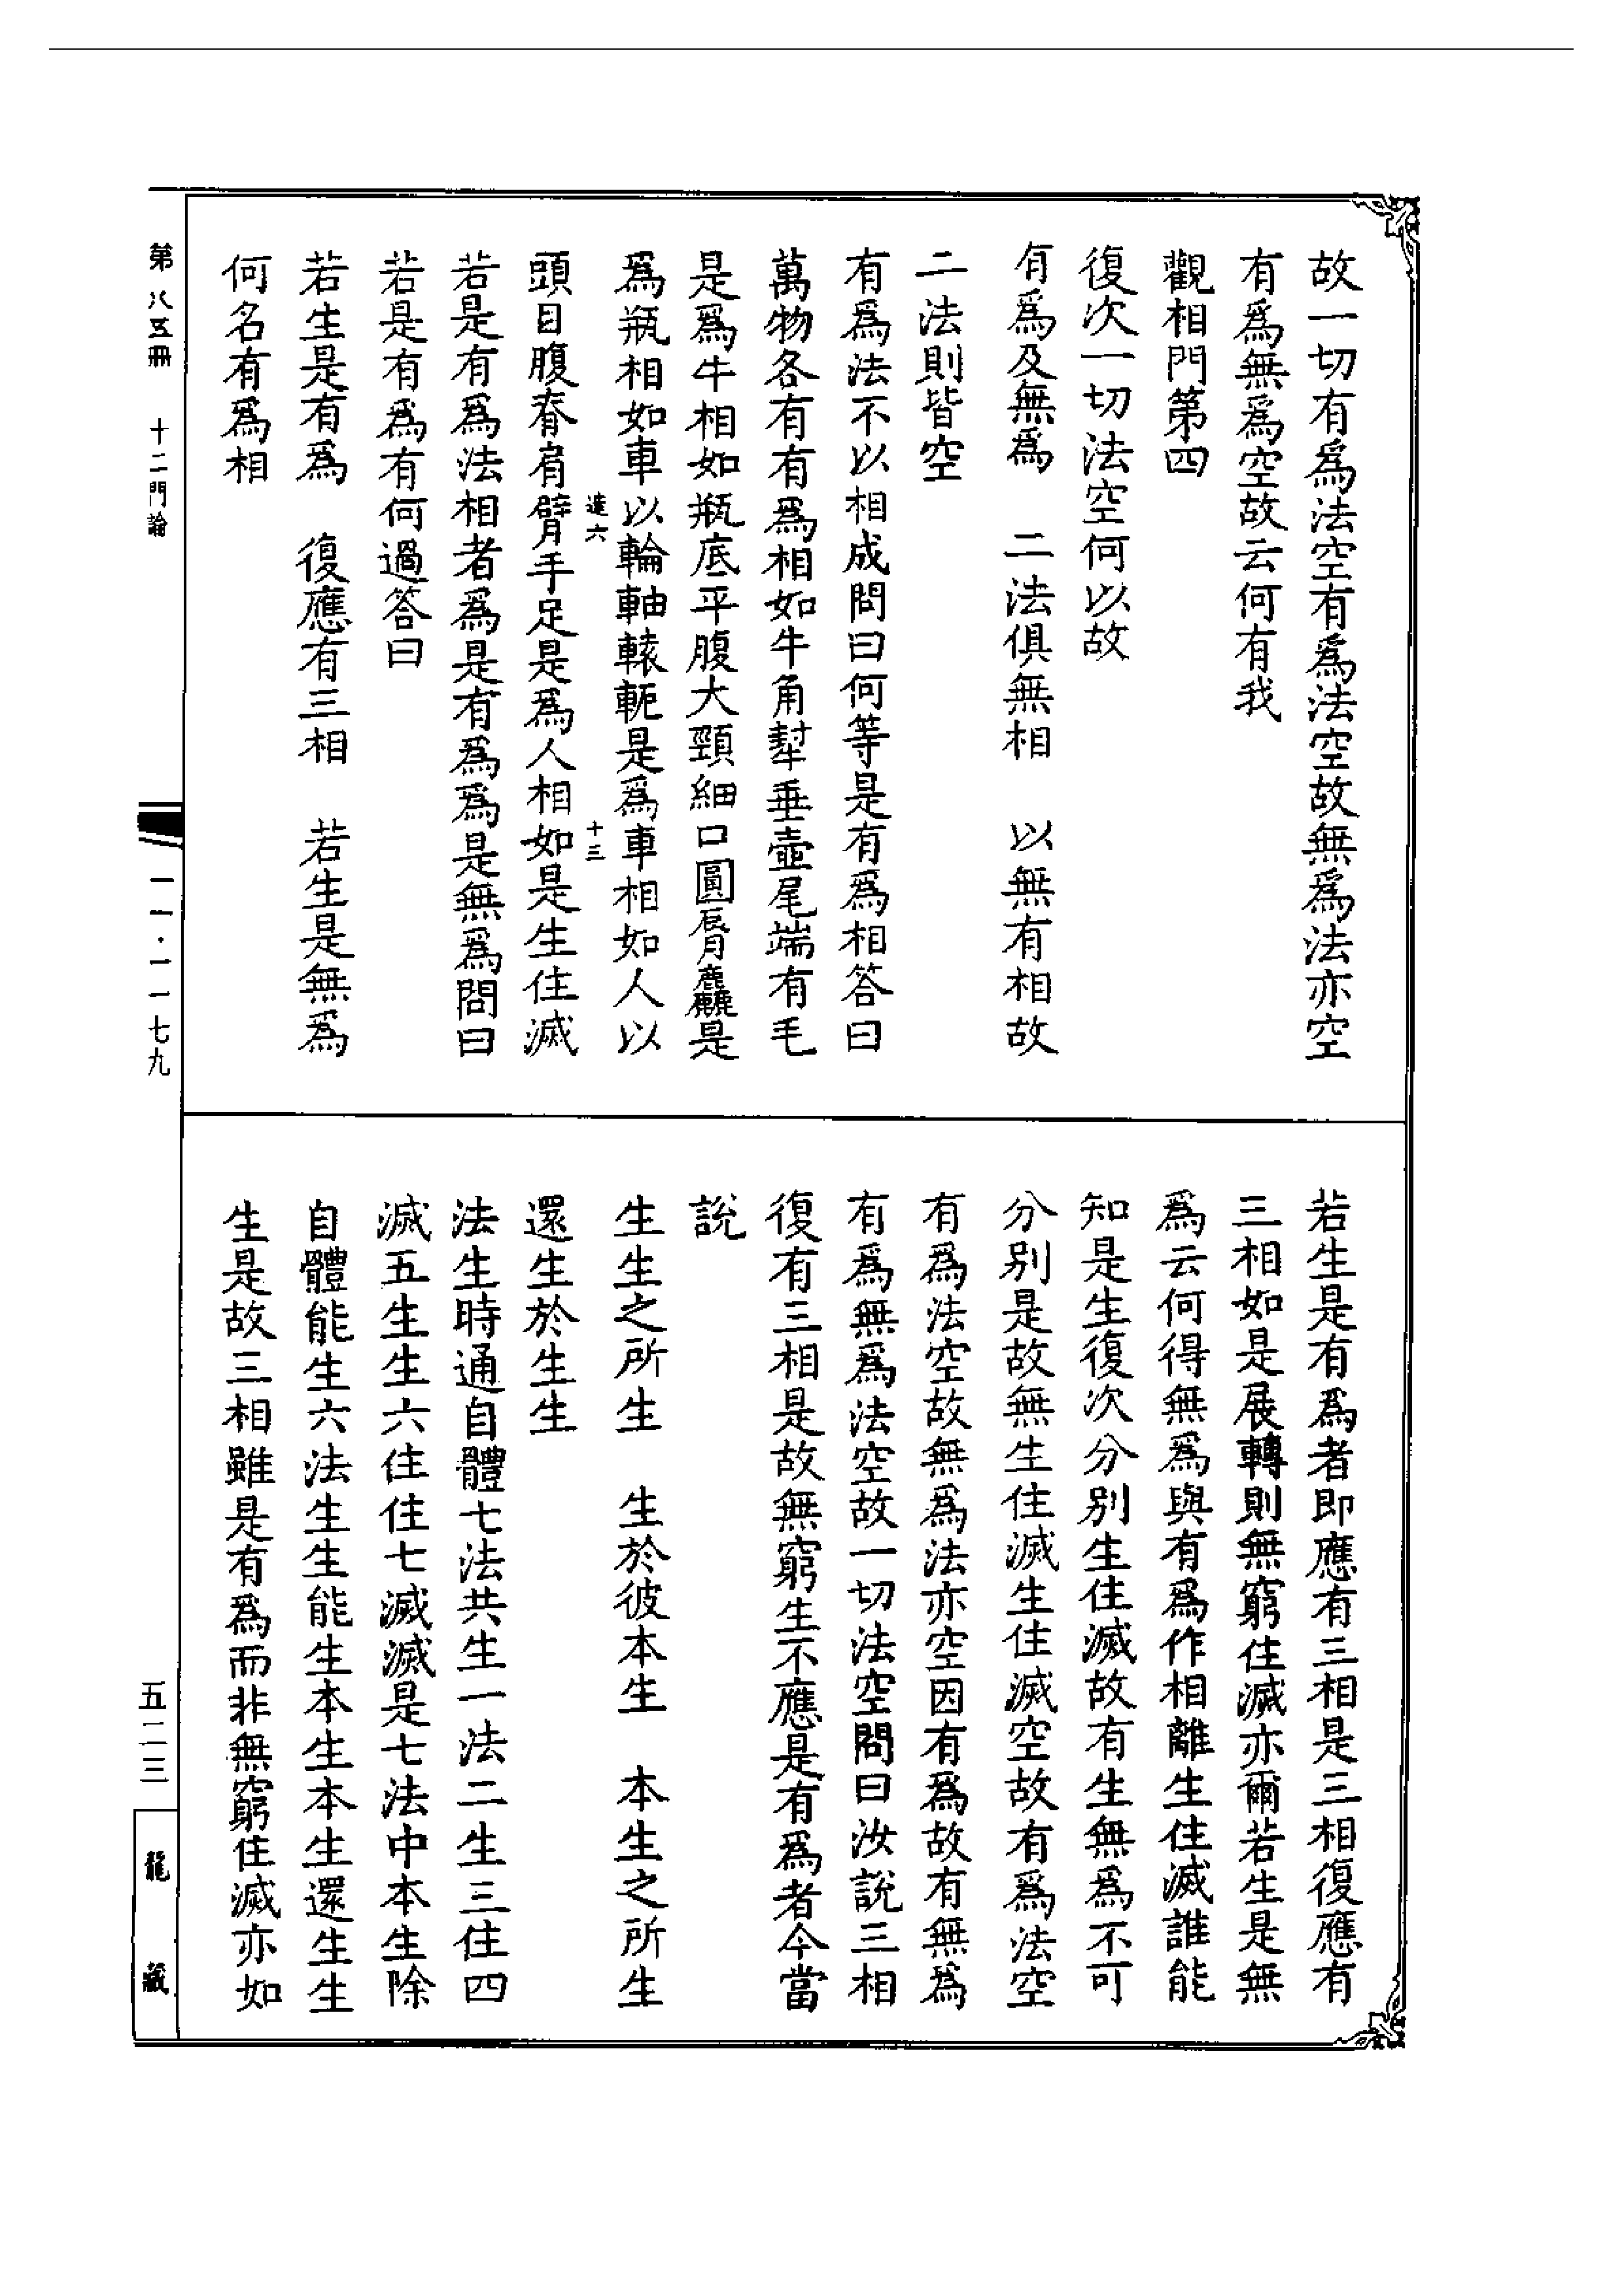 故一切有爲法空有爲法空故無爲法亦空
有爲無爲空故云何有我
觀相門第四
復次一切法空何以故
有爲及無爲　二法俱無相　以無有相故
二法則皆空
有爲法不以相成問曰何等是有爲相答曰
萬物各有有爲相如牛角犎垂壺尾端有毛
是爲牛相如瓶底平腹大頸細口圓脣麤是
爲瓶相如車以輪軸轅軛是爲車相如人以
頭目腹脊肩臂手足是爲人相如是生住滅
若是有爲法相者爲是有爲爲是無爲問曰
若是有爲有何過答曰
若生是有爲　復應有三相　若生是無爲
何名有爲相
若生是有爲者即應有三相是三相復應有
三相如是展轉則無窮住滅亦爾若生是無
爲云何得無爲與有爲作相離生住滅誰能
知是生復次分別生住滅故有生無爲不可
分別是故無生住滅生住滅空故有爲法空
有爲法空故無爲法亦空因有爲故有無爲
有爲無爲法空故一切法空問曰汝說三相
復有三相是故無窮生不應是有爲者今當
說
生生之所生　生於彼本生　本生之所生
還生於生生
法生時通自體七法共生一法二生三住四
滅五生生六住住七滅滅是七法中本生除
自體能生六法生生能生本生本生還生生
生是故三相雖是有爲而非無窮住滅亦如
十三
第八五冊　十二門論
一一·一一七九
五二三
龍藏